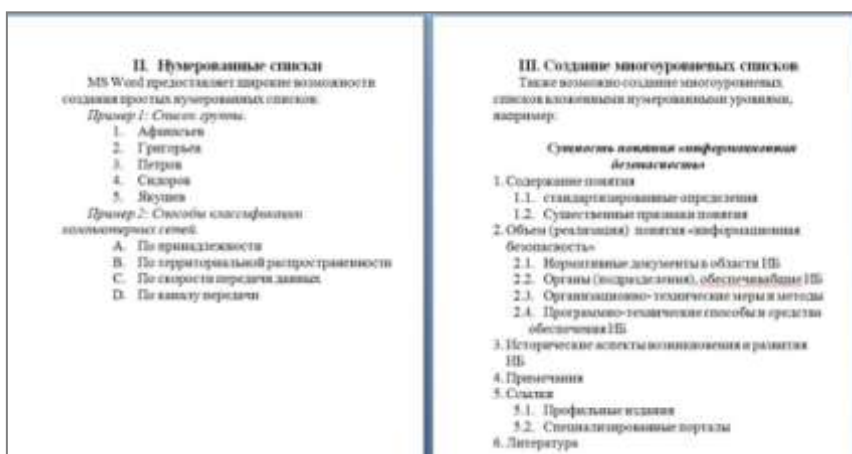 II. Нумерованные списки
MS Word предоставляет широкие возможности
создания простых нумерованных списков.
Пример 1: Список группы.
1. Афанасьев
2. Григорьев
3. Петров
4. Сидоров
5. Якушев
Пример 2: Способы классификации
компьютерных сетей.
A. По принадлежности
B. По территориальной распространенности
C. По скорости передачи данных
D. По каналу передачи
III. Создание многоуровневых списков
Также возможно создание многоуровневых
списков вложенными нумерованными уровнями,
например:
Сущность понятия «информационная
безопасность»
1. Содержание понятия
1.1. стандартизированные определения
1.2. Существенные признаки понятия
2. Объем (реализация) понятия «информационная
безопасность»
2.1. Нормативные документы в области ИБ
2.2. Органы (подразделения), обеспечивабщие ИБ
2.3. Организационно- технические меры и методы
2.4. Программно-технические способы и средства
обеспечения ИБ
3. Исторические аспекты возникновения и развития
ИБ
4. Примечания
5. Ссылки
5.1. Профильные издания
5.2. Специализированные порталы
6. Литература